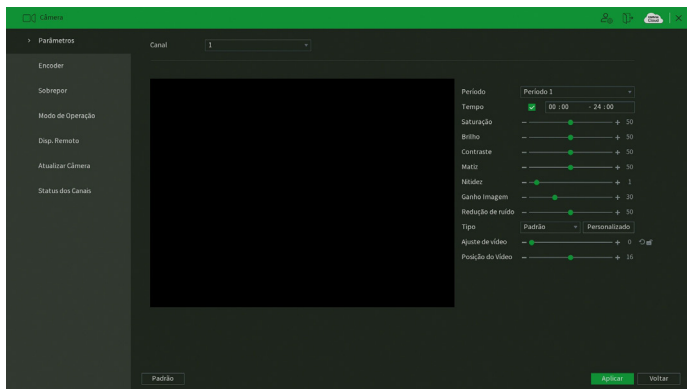 Câmera
Parâmetros
Encoder
Sobrepor
Modo de Operação
Disp. Remoto
Atualizar Câmera
Status dos Canais
Canal 1
Período Período 1
Tempo 00 : 00 - 24 : 00
Saturação - + 50
Brilho - + 50
Contraste - + 50
Matiz - + 50
Nitidez - + 1
Ganho Imagem - + 20
Redução de ruído - + 50
Tipo Padrão Personalizado
Ajuste de vídeo - + 0
Posição do Vídeo - + 16
Padrão Aplicar Voltar